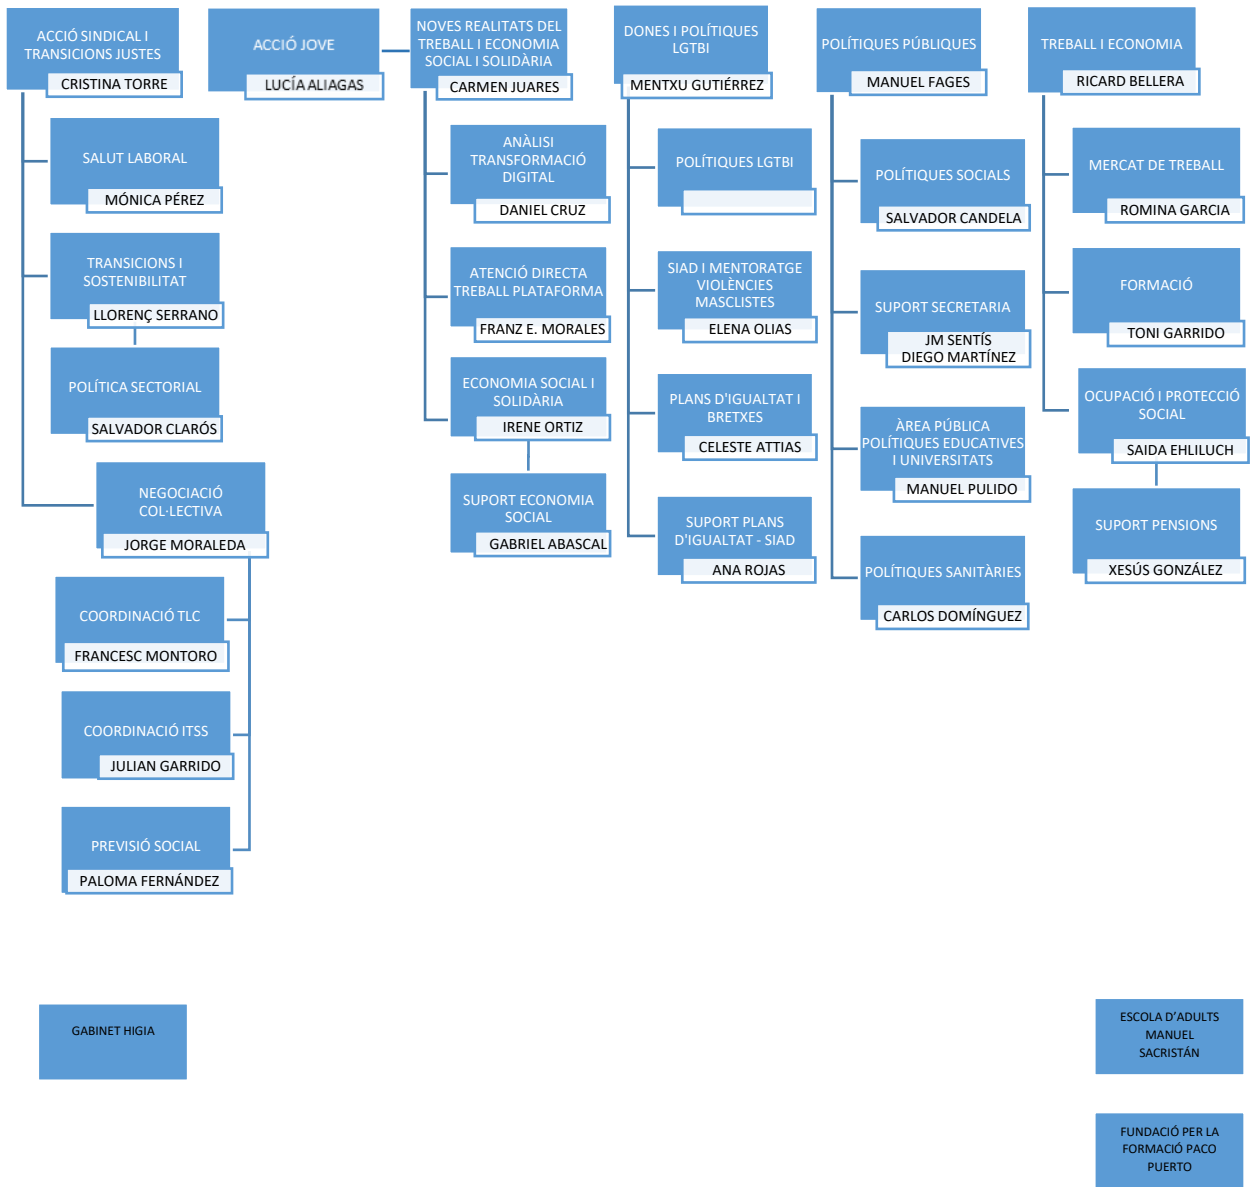 ACCIÓ SINDICAL I
TRANSICIONS JUSTES
CRISTINA TORRE
SALUT LABORAL
MÓNICA PÉREZ
TRANSICIONS I
SOSTENIBILITAT
LLORENÇ SERRANO
POLÍTICA SECTORIAL
SALVADOR CLARÓS
NEGOCIACIÓ
COL·LECTIVA
JORGE MORALEDA
COORDINACIÓ TLC
FRANCESC MONTORO
COORDINACIÓ ITSS
JULIAN GARRIDO
PREVISIÓ SOCIAL
PALOMA FERNÁNDEZ
ACCIÓ JOVE
LUCÍA ALIAGAS
NOVES REALITATS DEL
TREBALL I ECONOMIA
SOCIAL I SOLIDÀRIA
CARMEN JUARES
ANÀLISI
TRANSFORMACIÓ
DIGITAL
DANIEL CRUZ
ATENCIÓ DIRECTA
TREBALL PLATAFORMA
FRANZ E. MORALES
ECONOMIA SOCIAL I
SOLIDÀRIA
IRENE ORTIZ
SUPORT ECONOMIA
SOCIAL
GABRIEL ABASCAL
DONES I POLÍTIQUES
LGTBI
MENTXU GUTIÉRREZ
POLÍTIQUES LGTBI
SIAD I MENTORATGE
VIOLÈNCIES
MASCLISTES
ELENA OLIAS
PLANS D'IGUALTAT I
BRETXES
CELESTE ATTIAS
SUPORT PLANS
D'IGUALTAT - SIAD
ANA ROJAS
POLÍTIQUES PÚBLIQUES
MANUEL FAGES
POLÍTIQUES SOCIALS
SALVADOR CANDELA
SUPORT SECRETARIA
JM SENTÍS
DIEGO MARTÍNEZ
ÀREA PÚBLICA
POLÍTIQUES EDUCATIVES
I UNIVERSITATS
MANUEL PULIDO
POLÍTIQUES SANITÀRIES
CARLOS DOMÍNGUEZ
TREBALL I ECONOMIA
RICARD BELLERA
MERCAT DE TREBALL
ROMINA GARCIA
FORMACIÓ
TONI GARRIDO
OCUPACIÓ I PROTECCIÓ
SOCIAL
SAIDA EHLILUCH
SUPORT PENSIONS
XESÚS GONZÁLEZ
GABINET HIGIA
ESCOLA D’ADULTS
MANUEL
SACRISTÁN
FUNDACIÓ PER LA
FORMACIÓ PACO
PUERTO